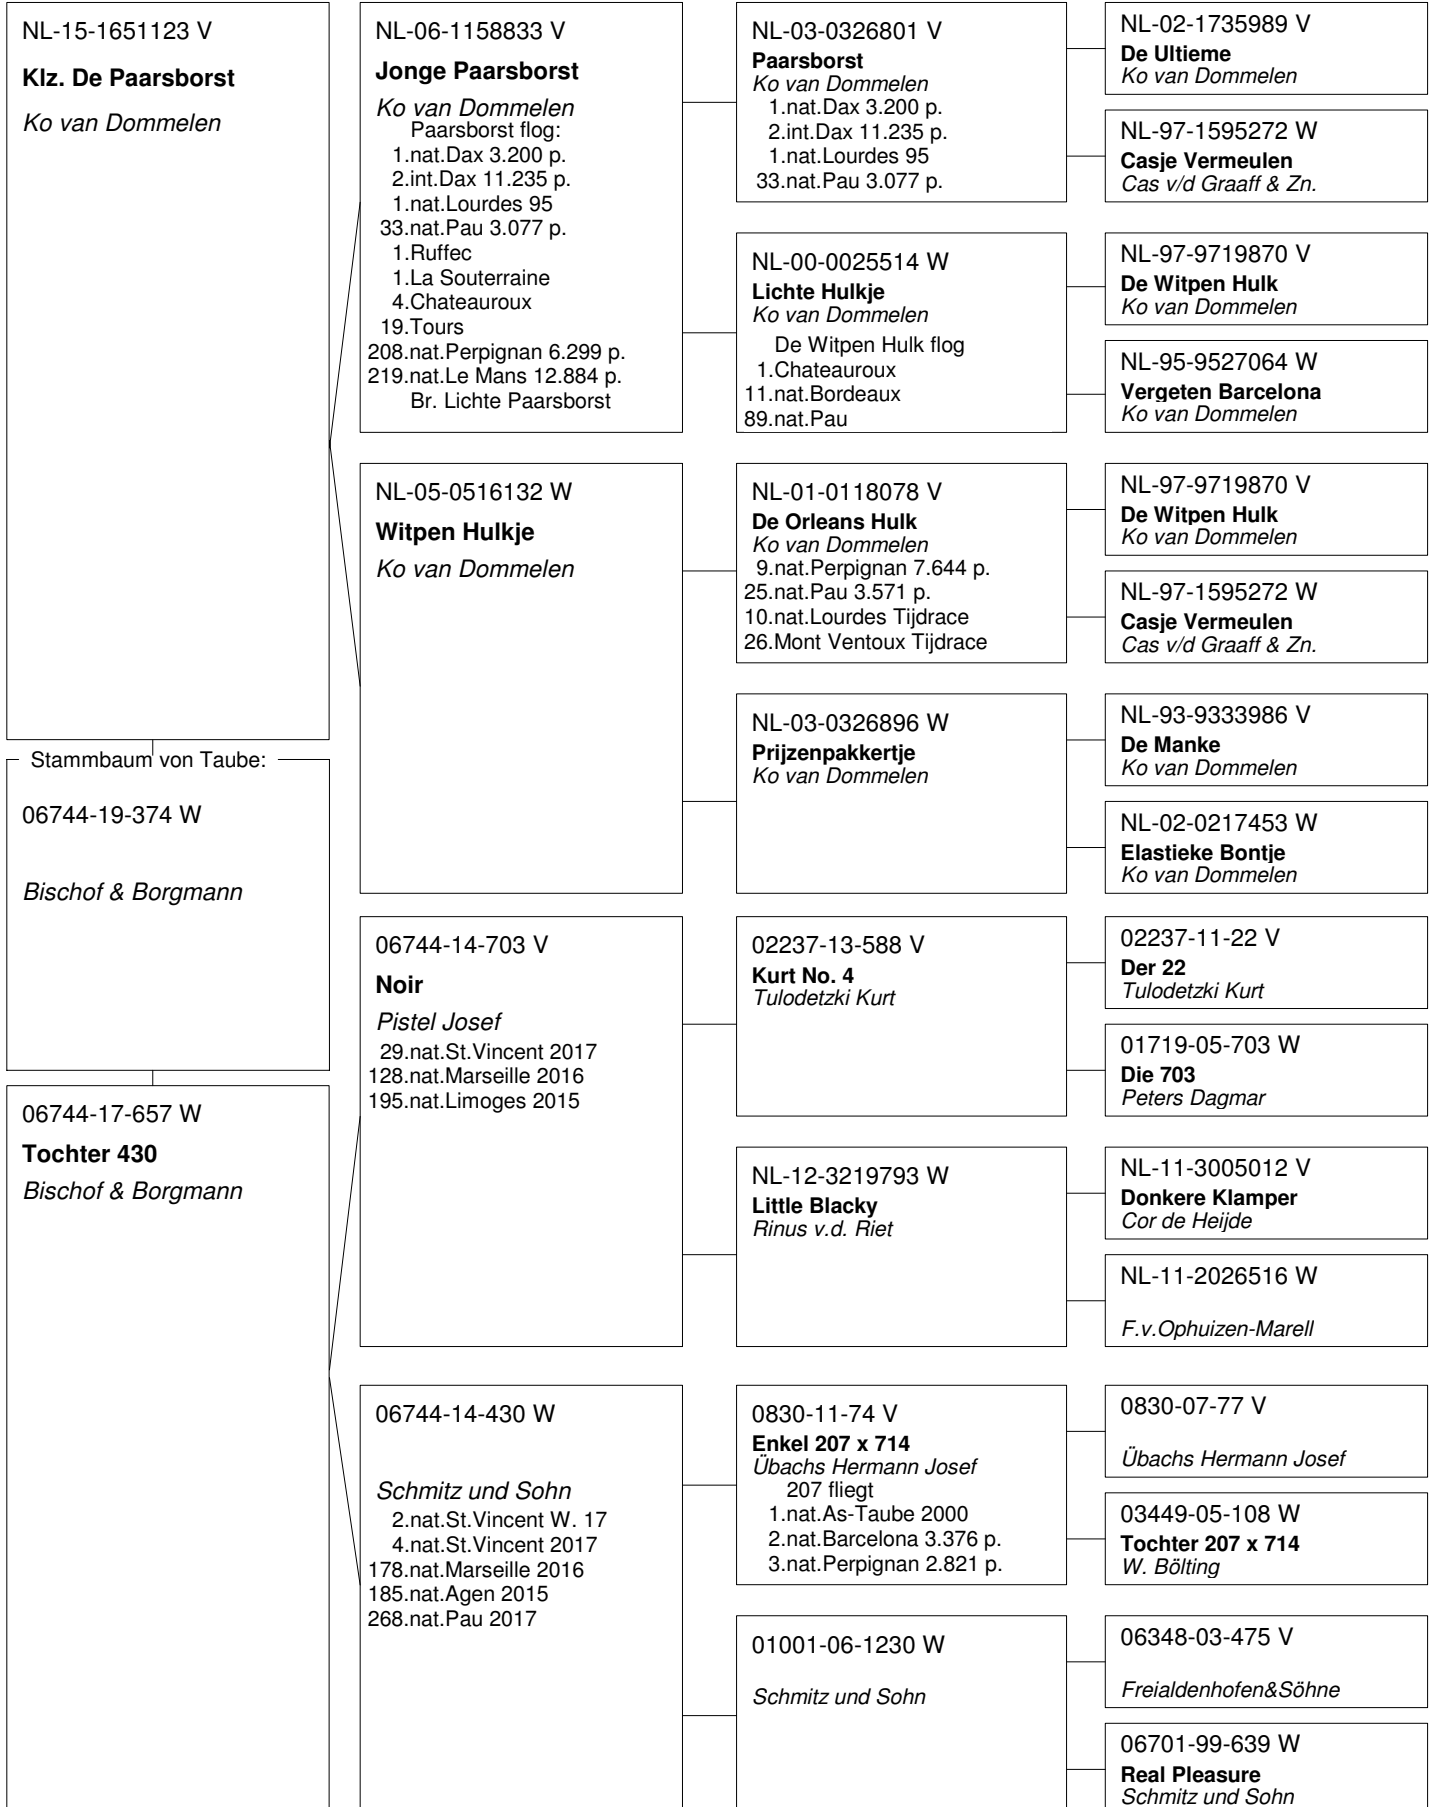 NL-15-1651123 V
Klz. De Paarsborst
Ko van Dommelen
Stammbaum von Taube:
06744-19-374 W
Bischof & Borgmann
06744-17-657 W
Tochter 430
Bischof & Borgmann
NL-06-1158833 V
Jonge Paarsborst
Ko van Dommelen
Paarsborst flog:
1.nat.Dax 3.200 p.
2.int.Dax 11.235 p.
1.nat.Lourdes 95
33.nat.Pau 3.077 p.
1.Ruffec
1.La Souterraine
4.Chateauroux
19.Tours
208.nat.Perpignan 6.299 p.
219.nat.Le Mans 12.884 p.
Br. Lichte Paarsborst
NL-05-0516132 W
Witpen Hulkje
Ko van Dommelen
06744-14-703 V
Noir
Pistel Josef
29.nat.St.Vincent 2017
128.nat.Marseille 2016
195.nat.Limoges 2015
06744-14-430 W
Schmitz und Sohn
2.nat.St.Vincent W. 17
4.nat.St.Vincent 2017
178.nat.Marseille 2016
185.nat.Agen 2015
268.nat.Pau 2017
NL-03-0326801 V
Paarsborst
Ko van Dommelen
1.nat.Dax 3.200 p.
2.int.Dax 11.235 p.
1.nat.Lourdes 95
33.nat.Pau 3.077 p.
NL-00-0025514 W
Lichte Hulkje
Ko van Dommelen
De Witpen Hulk flog
1.Chateauroux
11.nat.Bordeaux
89.nat.Pau
NL-01-0118078 V
De Orleans Hulk
Ko van Dommelen
9.nat.Perpignan 7.644 p.
25.nat.Pau 3.571 p.
10.nat.Lourdes Tijdrace
26.Mont Ventoux Tijdrace
NL-03-0326896 W
Prijzenpakkertje
Ko van Dommelen
02237-13-588 V
Kurt No. 4
Tulodetzki Kurt
NL-12-3219793 W
Little Blacky
Rinus v.d. Riet
0830-11-74 V
Enkel 207 x 714
Übachs Hermann Josef
207 fliegt
1.nat.As-Taube 2000
2.nat.Barcelona 3.376 p.
3.nat.Perpignan 2.821 p.
01001-06-1230 W
Schmitz und Sohn
NL-02-1735989 V
De Ultieme
Ko van Dommelen
NL-97-1595272 W
Casje Vermeulen
Cas v/d Graaff & Zn.
NL-97-9719870 V
De Witpen Hulk
Ko van Dommelen
NL-95-9527064 W
Vergeten Barcelona
Ko van Dommelen
NL-97-9719870 V
De Witpen Hulk
Ko van Dommelen
NL-97-1595272 W
Casje Vermeulen
Cas v/d Graaff & Zn.
NL-93-9333986 V
De Manke
Ko van Dommelen
NL-02-0217453 W
Elastieke Bontje
Ko van Dommelen
02237-11-22 V
Der 22
Tulodetzki Kurt
01719-05-703 W
Die 703
Peters Dagmar
NL-11-3005012 V
Donkere Klamper
Cor de Heijde
NL-11-2026516 W
F.v.Ophuizen-Marell
0830-07-77 V
Übachs Hermann Josef
03449-05-108 W
Tochter 207 x 714
W. Bölting
06348-03-475 V
Freialdenhofen&Söhne
06701-99-639 W
Real Pleasure
Schmitz und Sohn